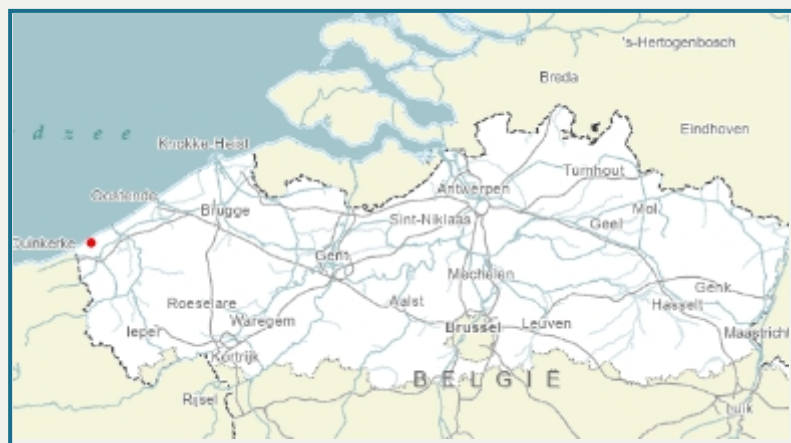 's-Hertogenbosch
Breda
d z e e
Eindhoven
Knokke-Heist
Turnhout
Antwerpen
Oostende
Mol
Brugge
Sint-Niklaas
Geel
Duinkerke
Gent
Mechelen
Genk
Roeselare
Aalst
Hasselt
Waregem
Ieper
Brussel
Leuven
Maastricht
Kortrijk
BELGIË
Rijsel
Luik